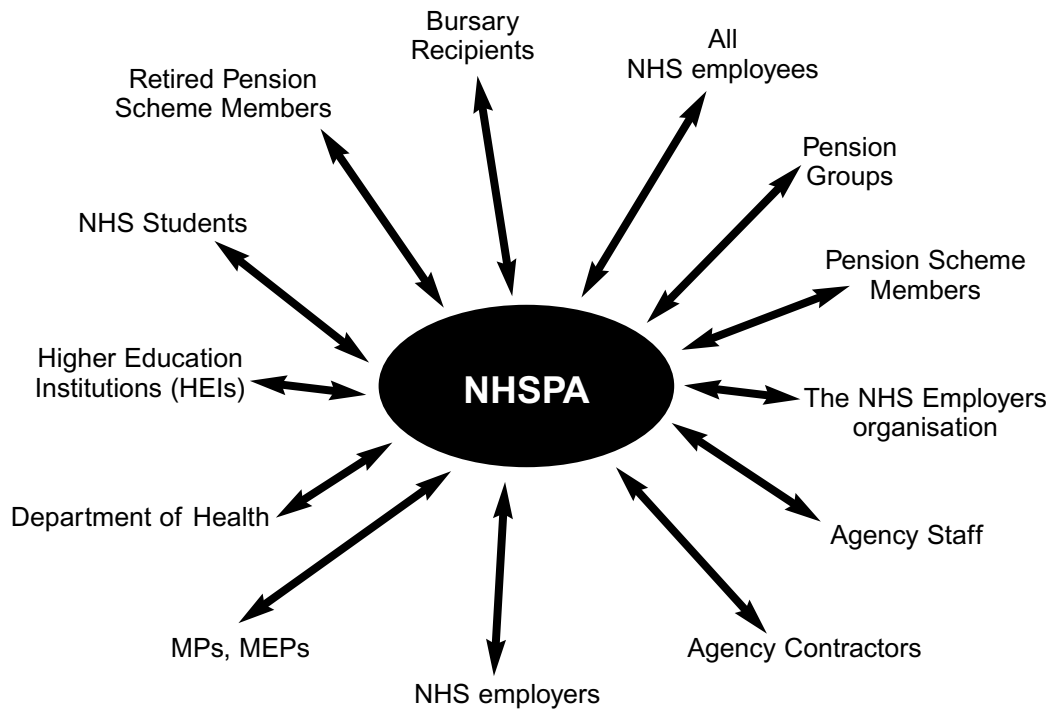 Bursary
Recipients
All
NHS employees
Retired Pension
Scheme Members
Pension
Groups
NHS Students
Pension Scheme
Members
Higher Education
Institutions (HEIs)
NHSPA
The NHS Employers
organisation
Department of Health
Agency Staff
MPs, MEPs
Agency Contractors
NHS employers